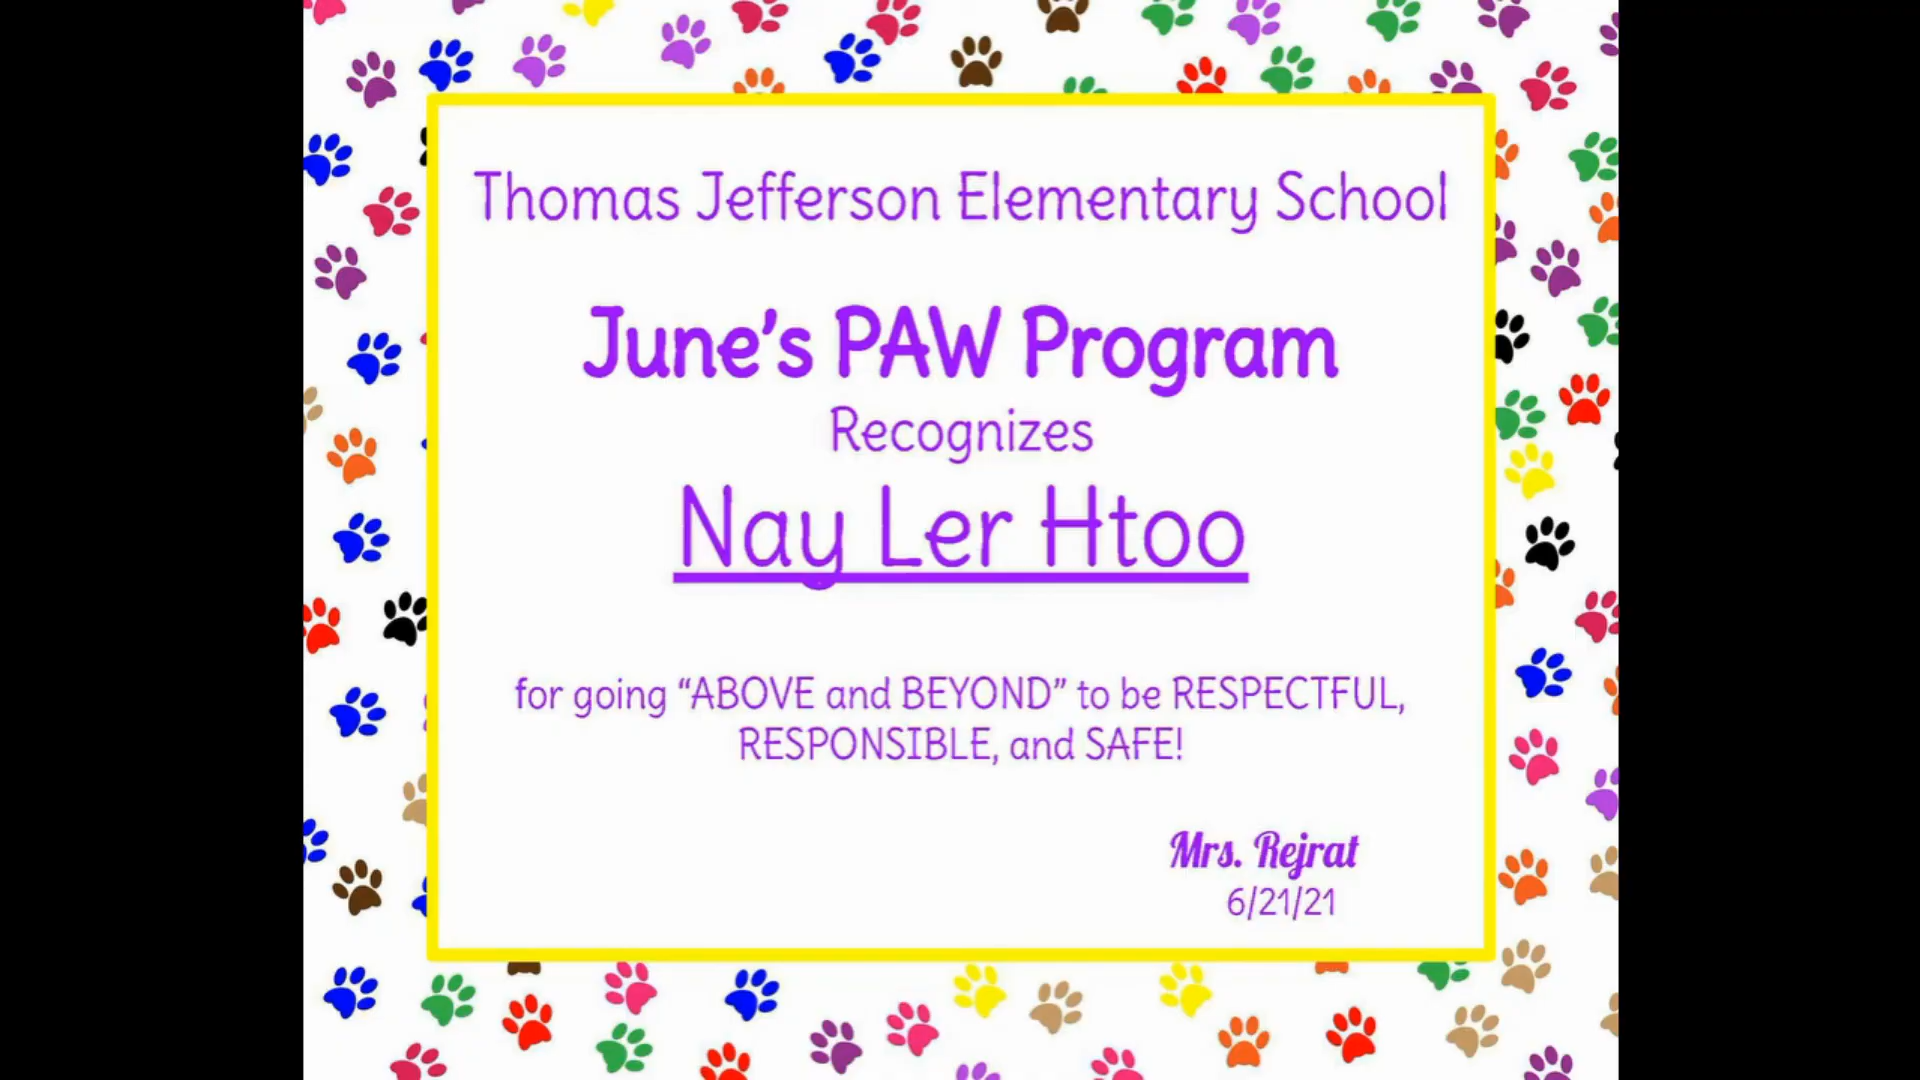 Thomas Jefferson Elementary School
June's PAW Program
Recognizes
Nay Ler Htoo
for going “ABOVE and BEYOND” to be RESPECTFUL,
RESPONSIBLE, and SAFE!
Mrs. Rejrat
6/21/21